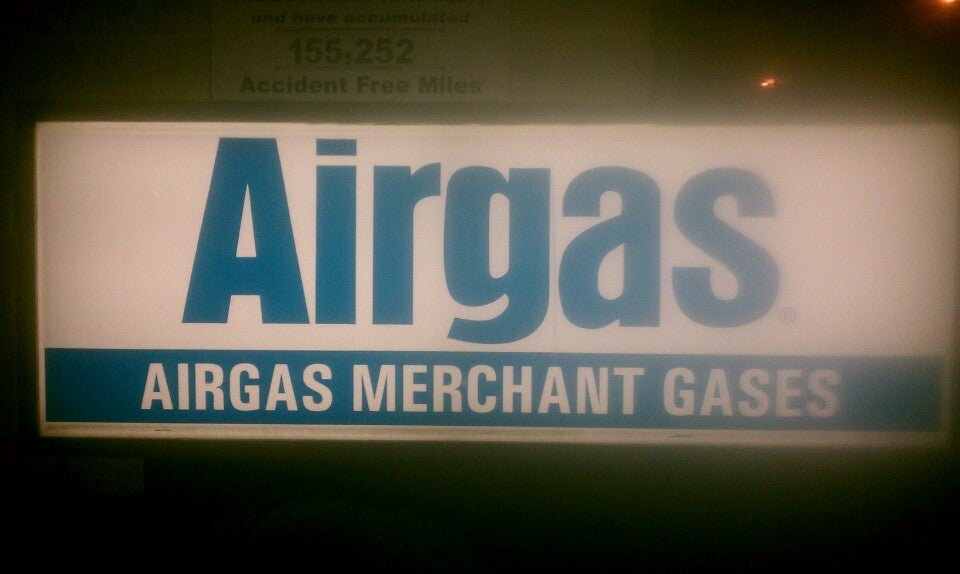 and have accumulated
155,252
Accident Free Miles
Airgas®
AIRGAS MERCHANT GASES